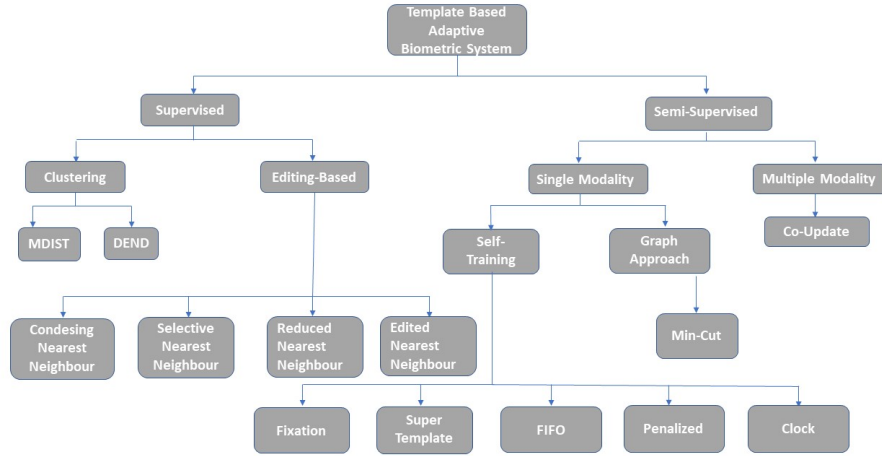 Template Based
Adaptive
Biometric System
Supervised
Semi-Supervised
Clustering
Editing-Based
Single Modality
Multiple Modality
MDIST
DEND
Self-
Training
Graph
Approach
Co-Update
Condesing
Nearest
Neighbour
Selective
Nearest
Neighbour
Reduced
Nearest
Neighbour
Edited
Nearest
Neighbour
Min-Cut
Fixation
Super
Template
FIFO
Penalized
Clock